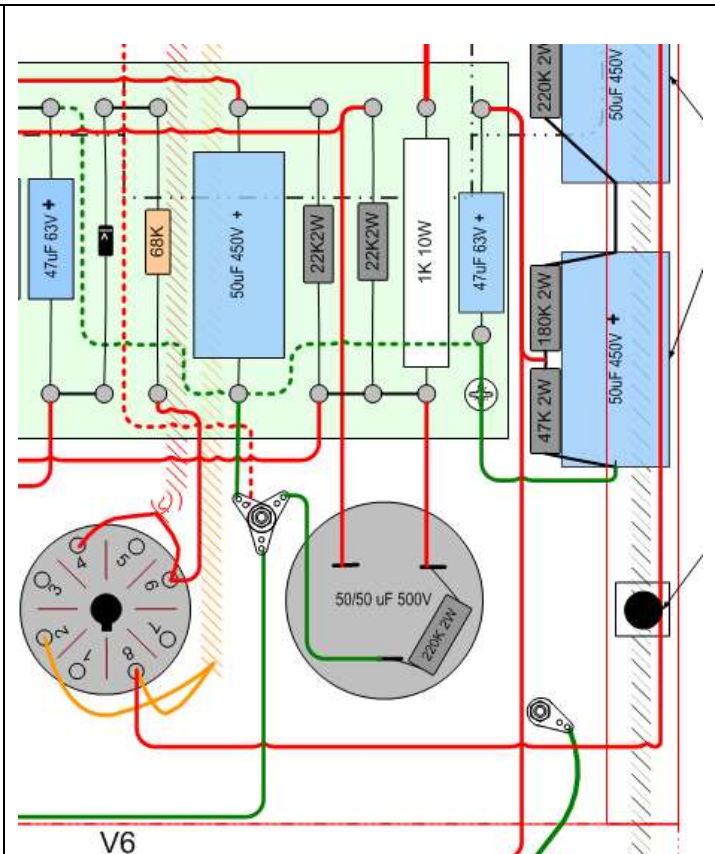 220K 2W
50uF 450V
47uF 63V +
68K
50uF 450V +
22K2W
22K2W
1K 10W
47uF 63V +
180K 2W
47K 2W
50uF 450V +
4
5
3
6
2
7
1
8
50/50 uF 500V
220K 2W
V6